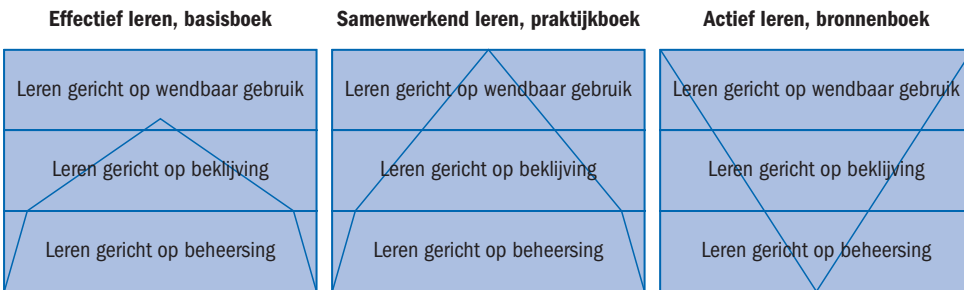 Effectief leren, basisboek
Leren gericht op wendbaar gebruik
Leren gericht op beklijving
Leren gericht op beheersing
Samenwerkend leren, praktijkboek
Leren gericht op wendbaar gebruik
Leren gericht op beklijving
Leren gericht op beheersing
Actief leren, bronnenboek
Leren gericht op wendbaar gebruik
Leren gericht op beklijving
Leren gericht op beheersing